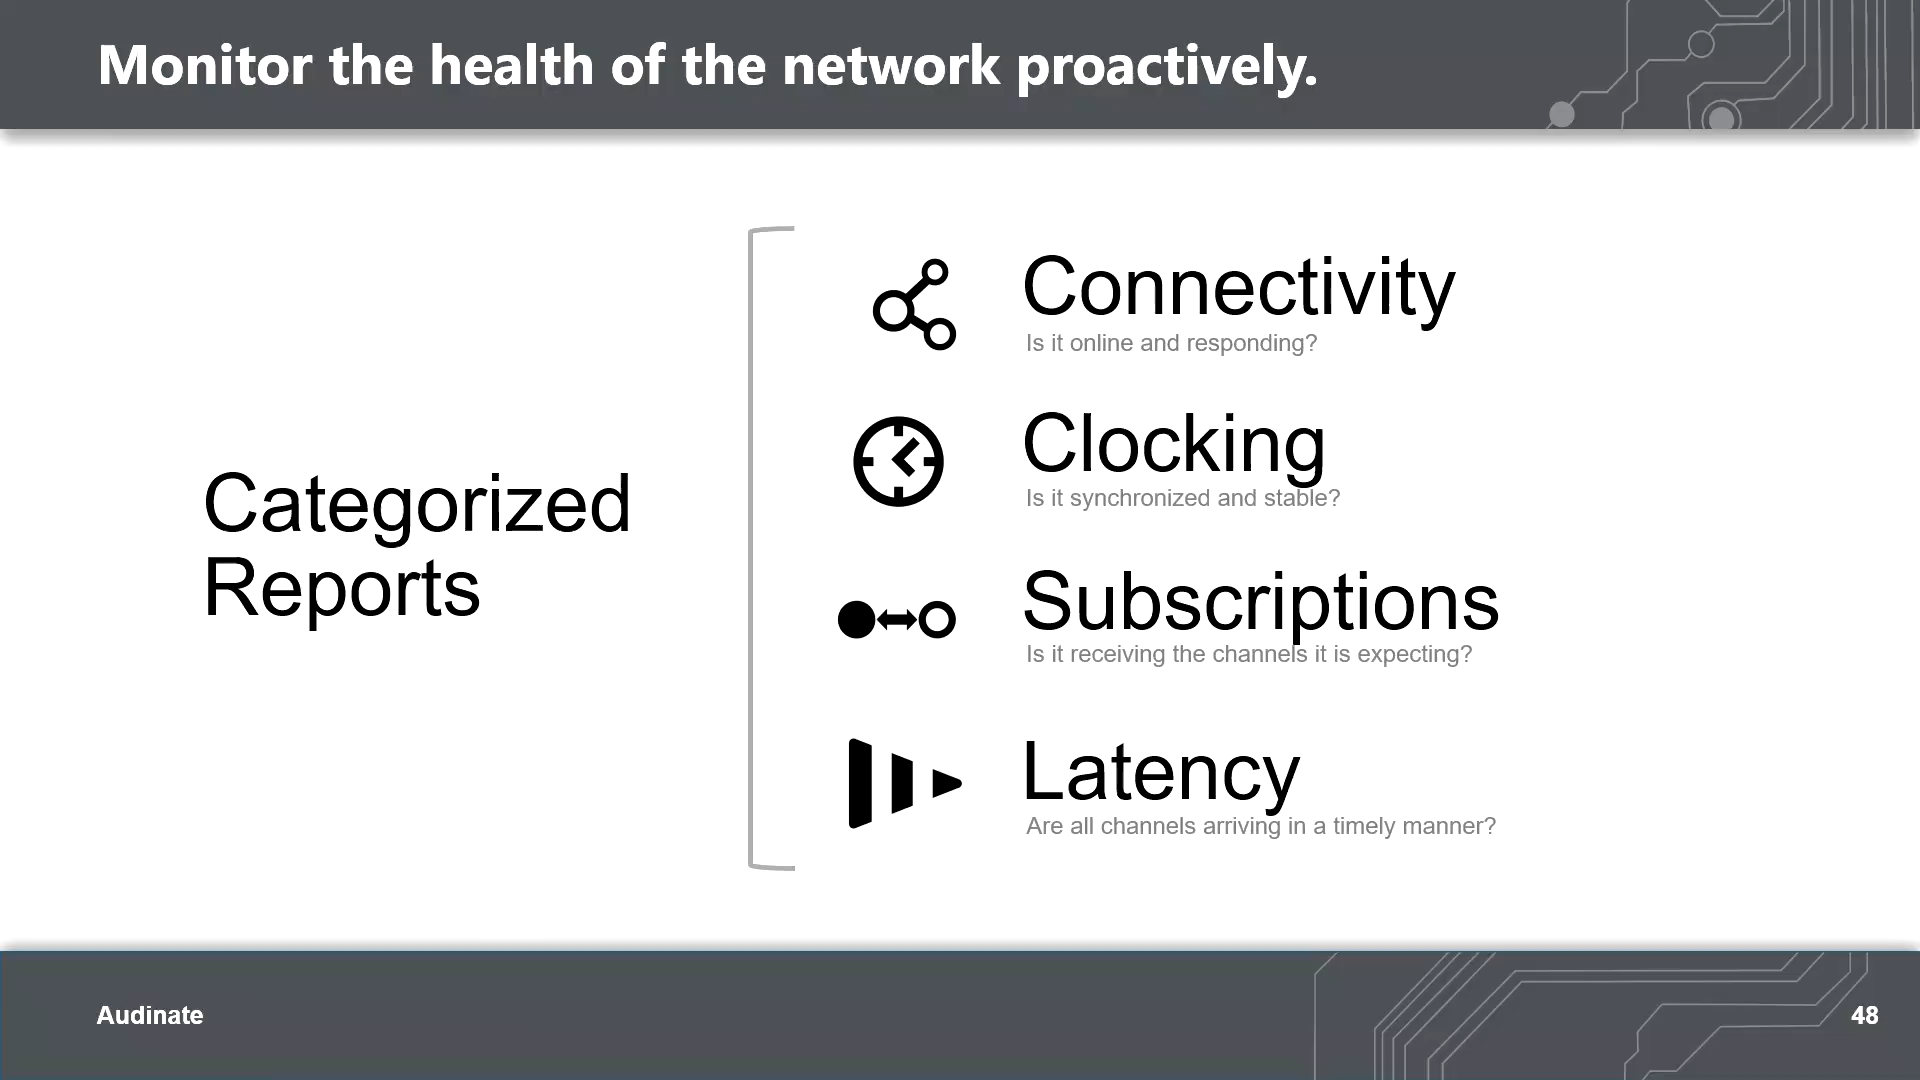 Monitor the health of the network proactively.
Categorized
Reports
Connectivity
Is it online and responding?
Clocking
Is it synchronized and stable?
Subscriptions
Is it receiving the channels it is expecting?
Latency
Are all channels arriving in a timely manner?
Audinate
48